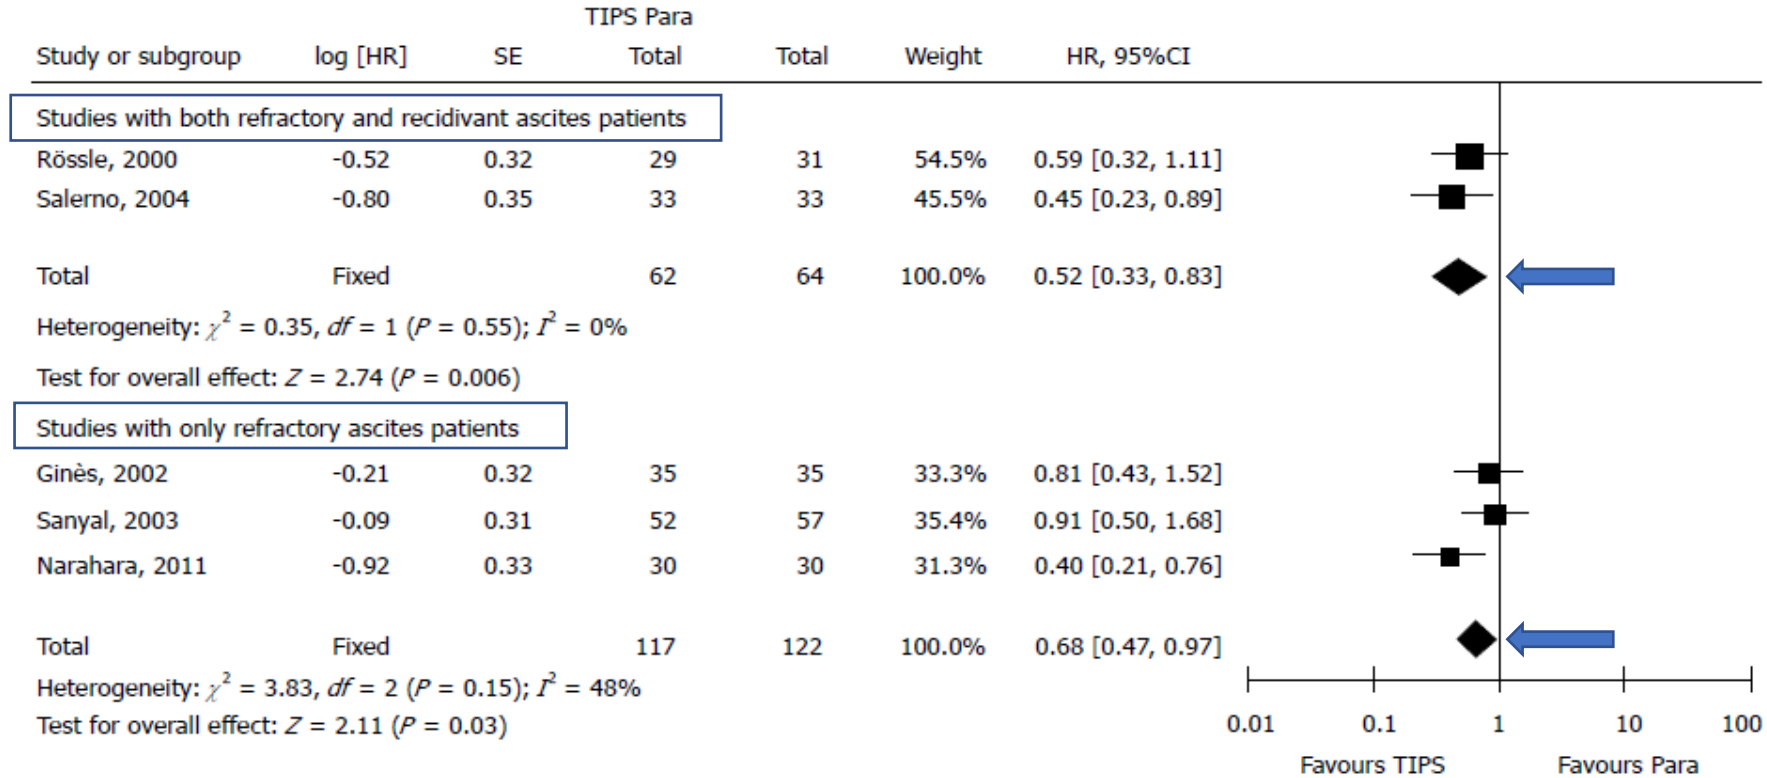 TIPS Para
Study or subgroup log [HR] SE Total Total Weight HR, 95%CI
Studies with both refractory and recidivant ascites patients
Rössle, 2000 -0.52 0.32 29 31 54.5% 0.59 [0.32, 1.11]
Salerno, 2004 -0.80 0.35 33 33 45.5% 0.45 [0.23, 0.89]
Total Fixed 62 64 100.0% 0.52 [0.33, 0.83]
Heterogeneity: χ² = 0.35, df = 1 (P = 0.55); I² = 0%
Test for overall effect: Z = 2.74 (P = 0.006)
Studies with only refractory ascites patients
Ginès, 2002 -0.21 0.32 35 35 33.3% 0.81 [0.43, 1.52]
Sanyal, 2003 -0.09 0.31 52 57 35.4% 0.91 [0.50, 1.68]
Narahara, 2011 -0.92 0.33 30 30 31.3% 0.40 [0.21, 0.76]
Total Fixed 117 122 100.0% 0.68 [0.47, 0.97]
Heterogeneity: χ² = 3.83, df = 2 (P = 0.15); I² = 48%
Test for overall effect: Z = 2.11 (P = 0.03)
0.01 0.1 1 10 100
Favours TIPS Favours Para